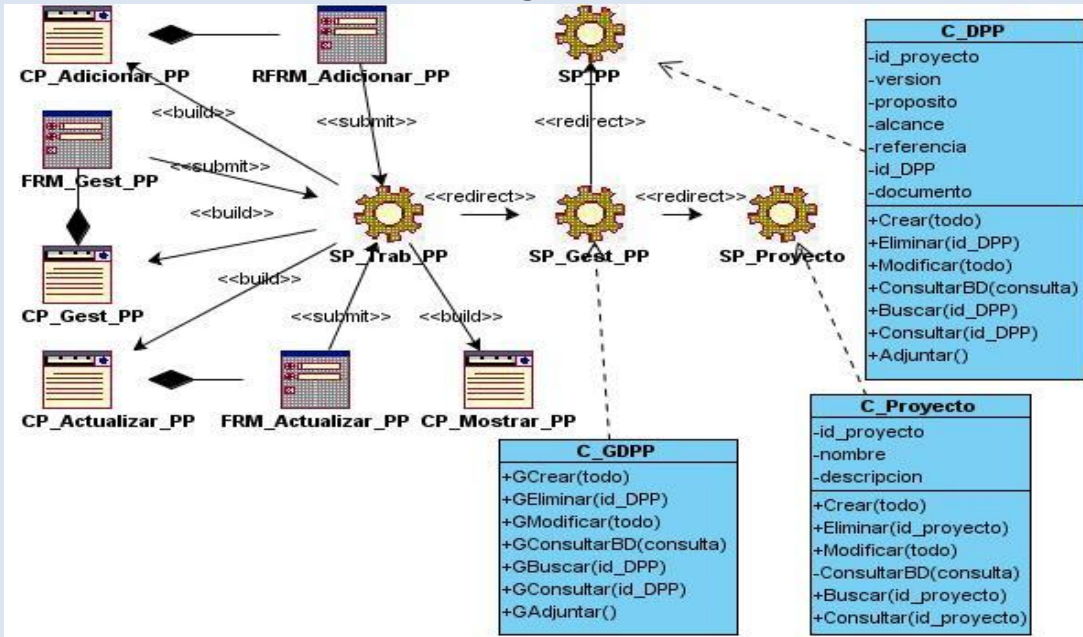 CP_Adicionar_PP
RFRM_Adicionar_PP
SP_PP
<<build>>
<<submit>>
<<redirect>>
FRM_Gest_PP
<<submit>>
<<build>>
<<redirect>>
<<redirect>>
SP_Trab_PP
SP_Gest_PP
SP_Proyecto
<<build>>
CP_Gest_PP
<<submit>>
<<build>>
CP_Actualizar_PP
FRM_Actualizar_PP
CP_Mostrar_PP
C_DPP
-id_proyecto
-version
-proposito
-alcance
-referencia
-id_DPP
-documento
+Crear(todo)
+Eliminar(id_DPP)
+Modificar(todo)
+ConsultarBD(consulta)
+Buscar(id_DPP)
+Consultar(id_DPP)
+Adjuntar()
C_GDPP
+GCrear(todo)
+GEliminar(id_DPP)
+GModificar(todo)
+GConsultarBD(consulta)
+GBuscar(id_DPP)
+GConsultar(id_DPP)
+GAdjuntar()
C_Proyecto
-id_proyecto
-nombre
-descripcion
+Crear(todo)
+Eliminar(id_proyecto)
+Modificar(todo)
-ConsultarBD(consulta)
+Buscar(id_proyecto)
+Consultar(id_proyecto)